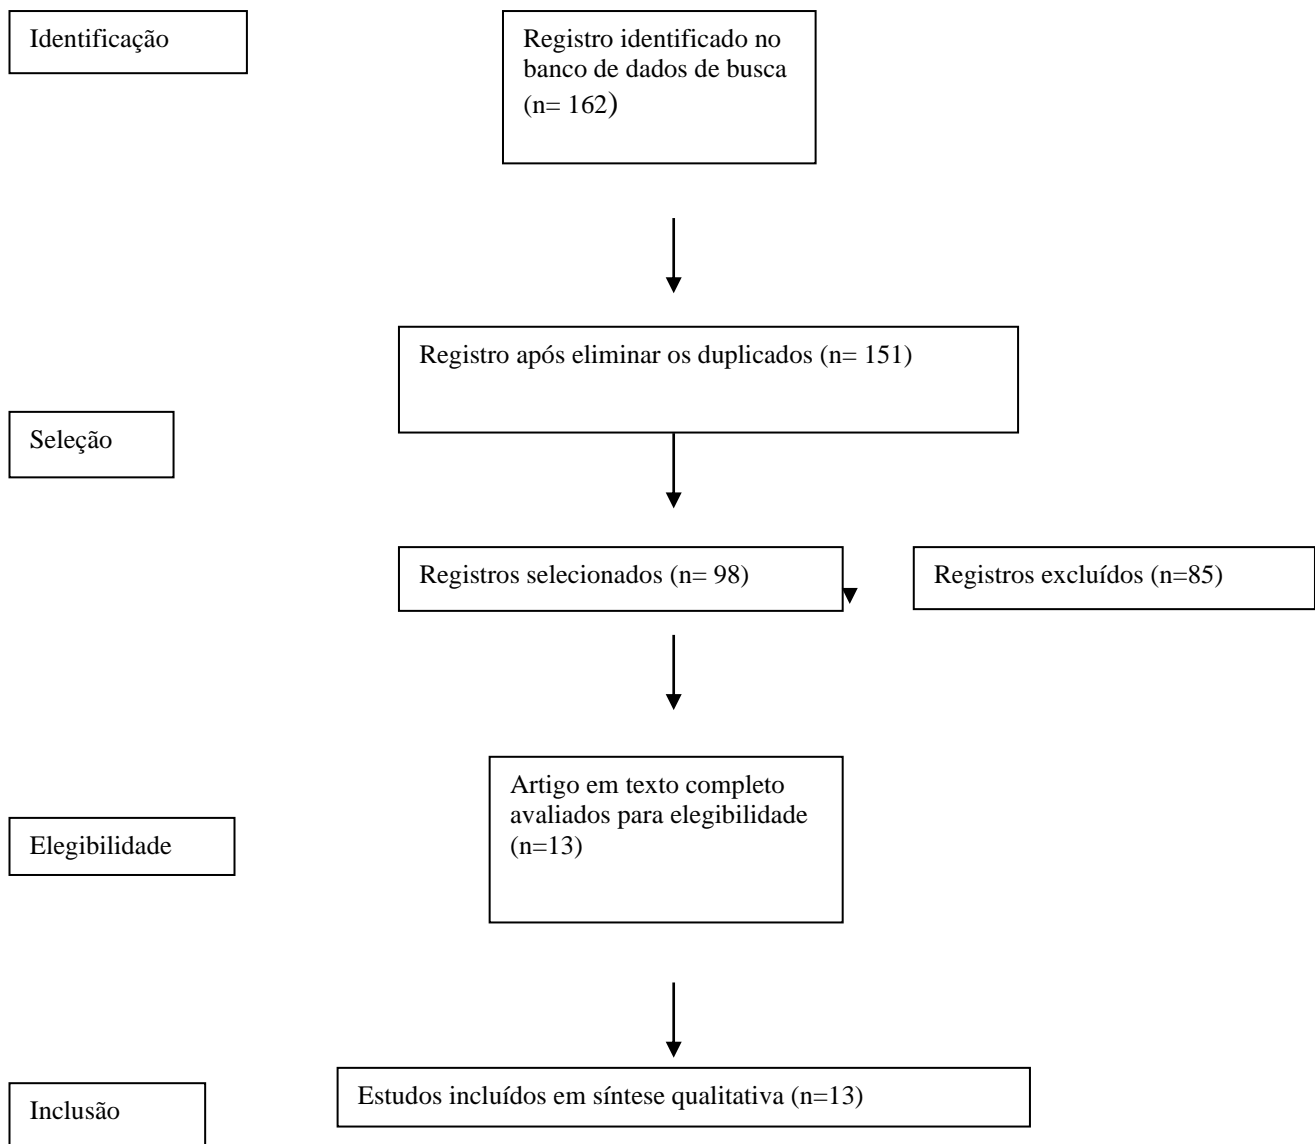 Identificação
Registro identificado no
banco de dados de busca
(n= 162)
Registro após eliminar os duplicados (n= 151)
Seleção
Registros selecionados (n= 98)
Registros excluídos (n=85)
Artigo em texto completo
avaliados para elegibilidade
(n=13)
Elegibilidade
Estudos incluídos em síntese qualitativa (n=13)
Inclusão